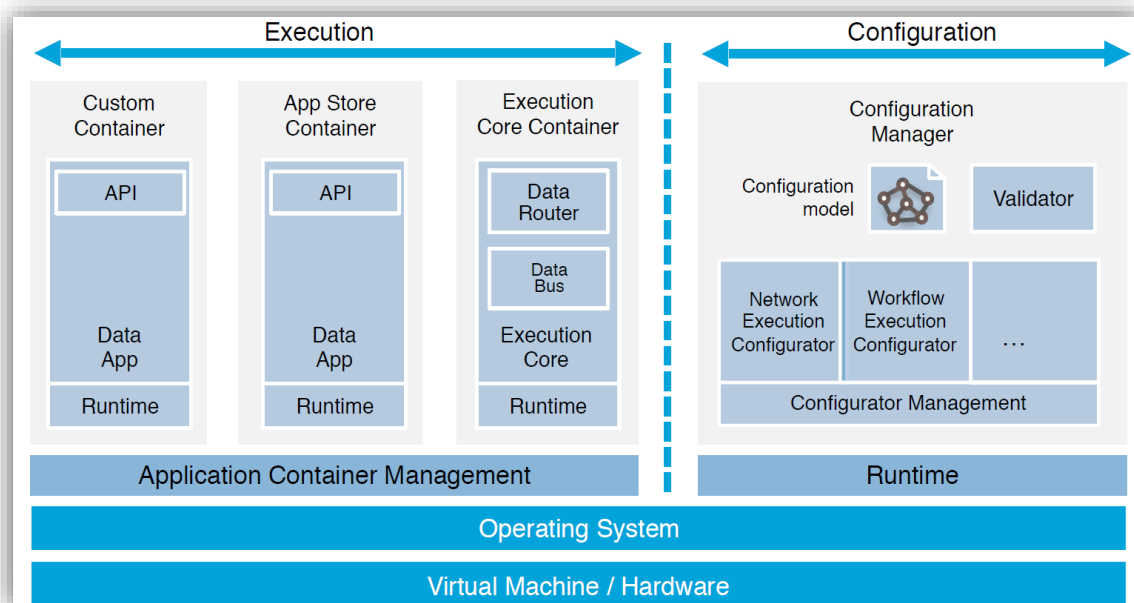 Execution
Configuration
Custom
Container
API
Data
App
Runtime
App Store
Container
API
Data
App
Runtime
Execution
Core Container
Data
Router
Data
Bus
Execution
Core
Runtime
Configuration
Manager
Configuration
model
Validator
Network
Execution
Configurator
Workflow
Execution
Configurator
...
Configurator Management
Application Container Management
Runtime
Operating System
Virtual Machine / Hardware